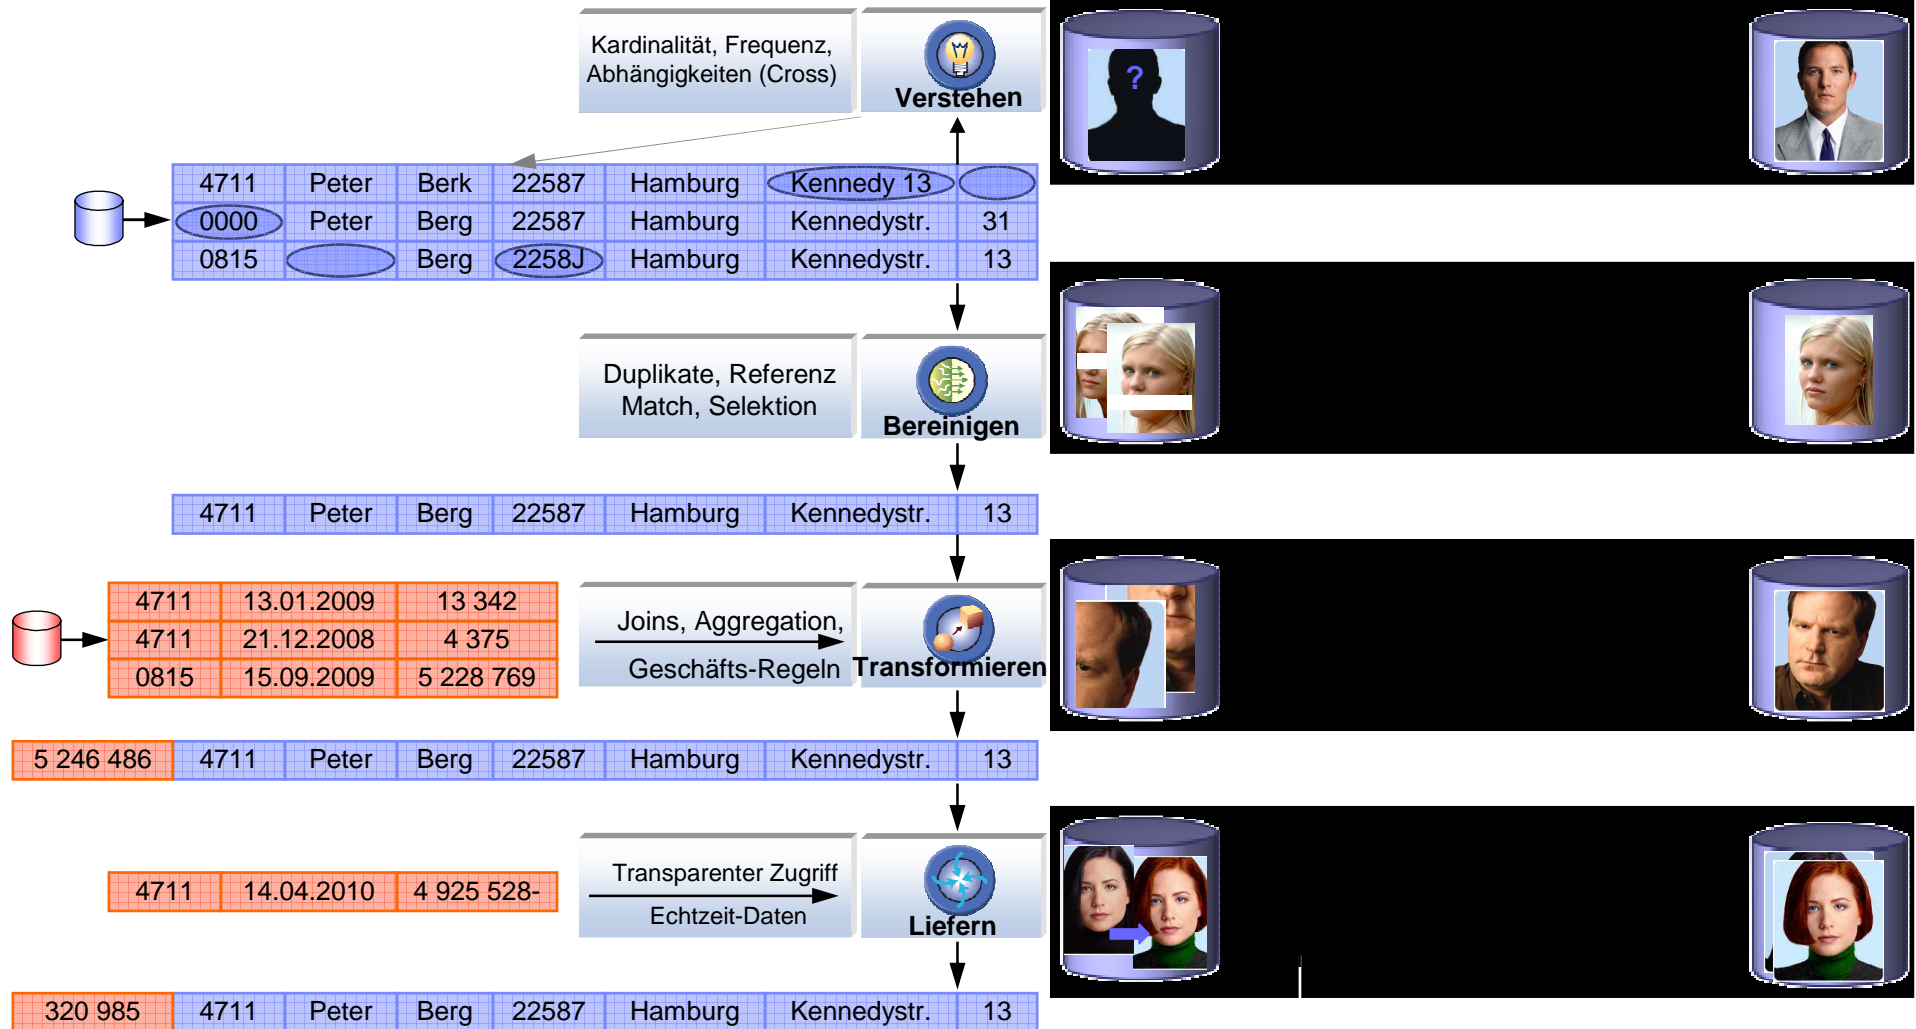 Kardinalität, Frequenz,
Abhängigkeiten (Cross)
Verstehen
?
4711 Peter Berk 22587 Hamburg Kennedy 13
0000 Peter Berg 22587 Hamburg Kennedystr. 31
0815 Berg 2258J Hamburg Kennedystr. 13
Duplikate, Referenz
Match, Selektion
Bereinigen
4711 Peter Berg 22587 Hamburg Kennedystr. 13
4711 13.01.2009 13 342
4711 21.12.2008 4 375
0815 15.09.2009 5 228 769
Joins, Aggregation,
Geschäfts-Regeln
Transformieren
5 246 486 4711 Peter Berg 22587 Hamburg Kennedystr. 13
4711 14.04.2010 4 925 528-
Transparenter Zugriff
Echtzeit-Daten
Liefern
320 985 4711 Peter Berg 22587 Hamburg Kennedystr. 13